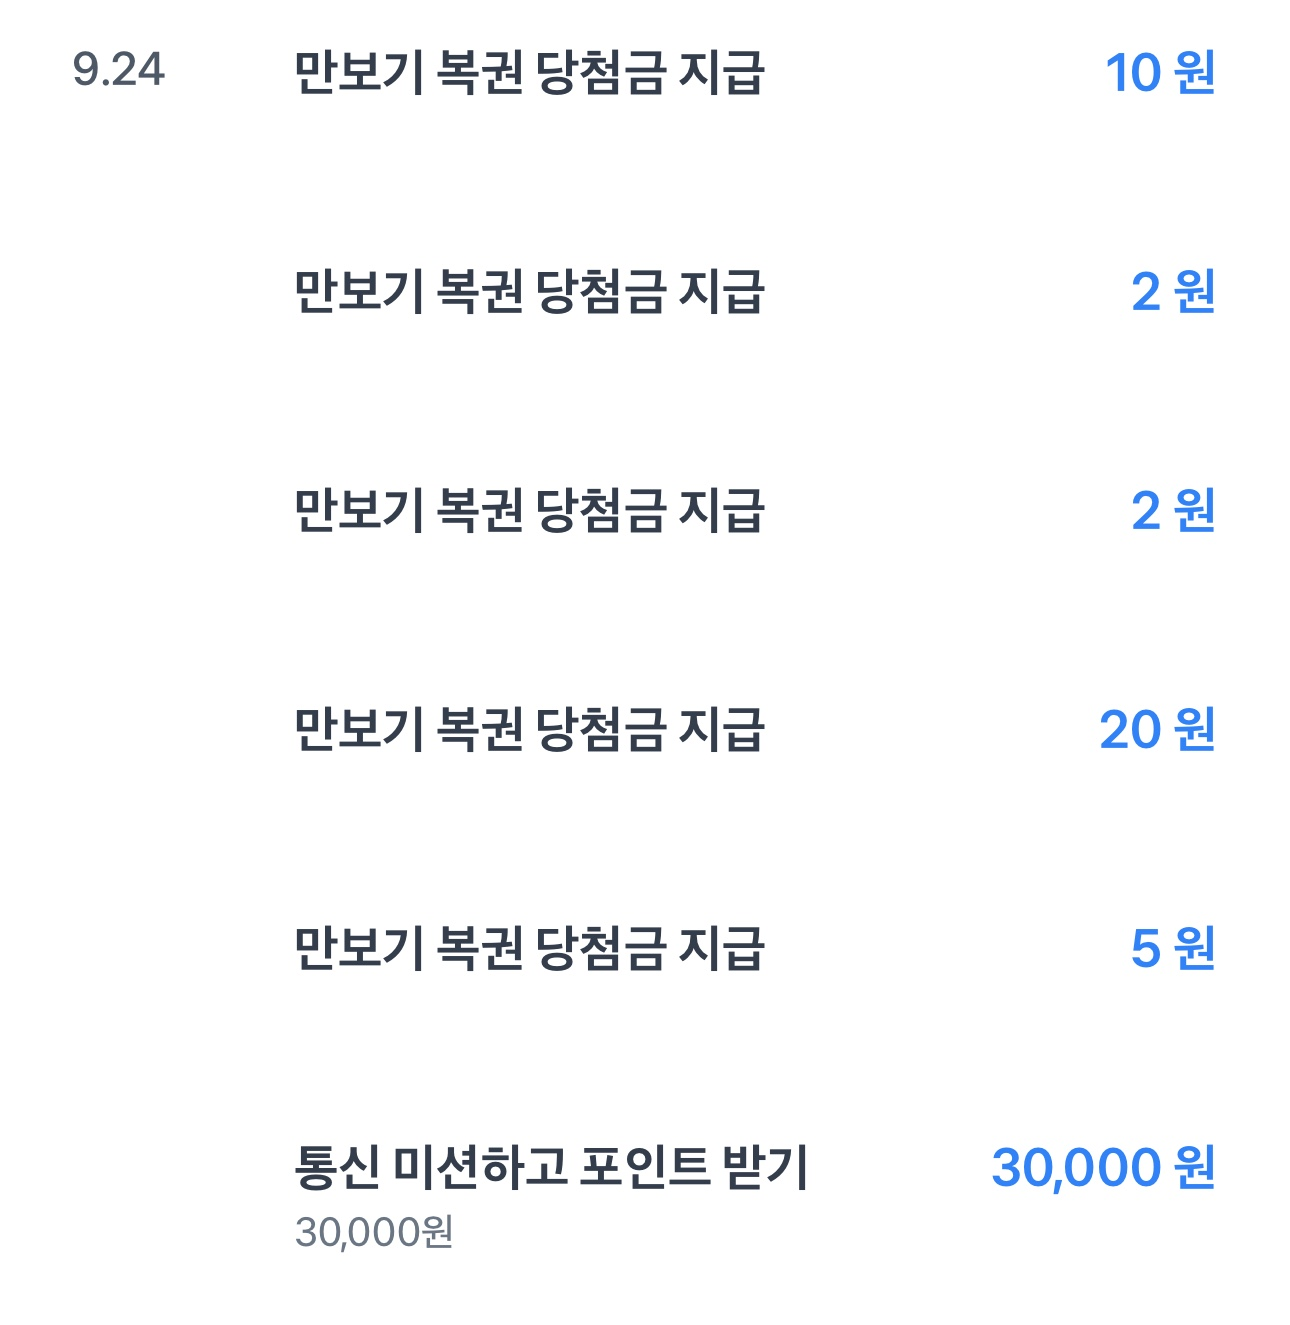 9.24 만보기 복권 당첨금 지급 10 원
만보기 복권 당첨금 지급 2 원
만보기 복권 당첨금 지급 2 원
만보기 복권 당첨금 지급 20 원
만보기 복권 당첨금 지급 5 원
통신 미션하고 포인트 받기 30,000 원
30,000원